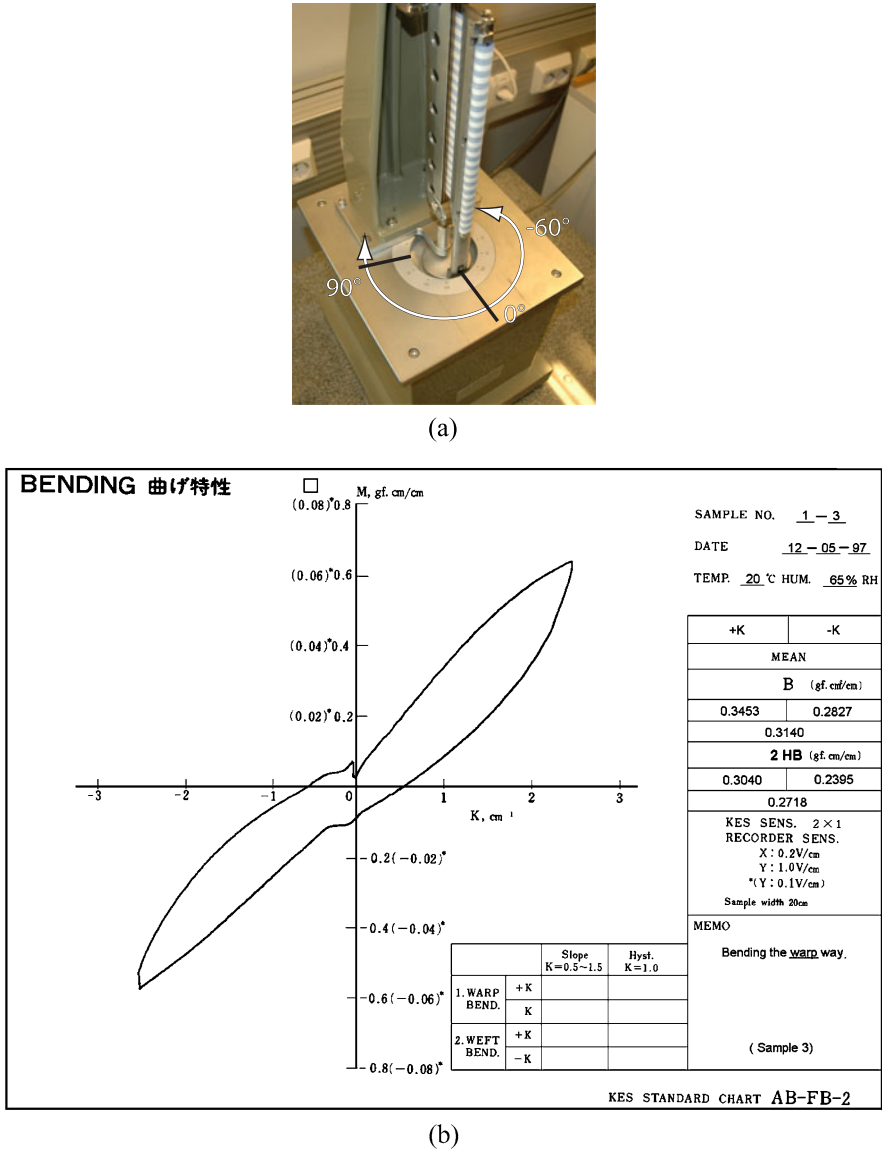 -60°
90°
0°
(a)
BENDING 曲げ特性
M, gf. cm/cm
(0.08)*0.8
(0.06)*0.6
(0.04)*0.4
(0.02)*0.2
-3
-2
-1
0
1
2
3
K, cm⁻¹
-0.2(-0.02)*
-0.4(-0.04)*
-0.6(-0.06)*
-0.8(-0.08)*
SAMPLE NO. 1-3
DATE 12-05-97
TEMP. 20 ℃ HUM. 65% RH
+K -K
MEAN
B (gf. cm²/cm)
0.3453 0.2827
0.3140
2 HB (gf. cm/cm)
0.3040 0.2395
0.2718
KES SENS. 2×1
RECORDER SENS.
X : 0.2V/cm
Y : 1.0V/cm
*(Y : 0.1V/cm)
Sample width 20cm
MEMO
Bending the warp way.
( Sample 3)
Slope
K=0.5~1.5
Hyst.
K=1.0
1. WARP
BEND.
+K
K
2. WEFT
BEND.
+K
-K
KES STANDARD CHART AB-FB-2
(b)